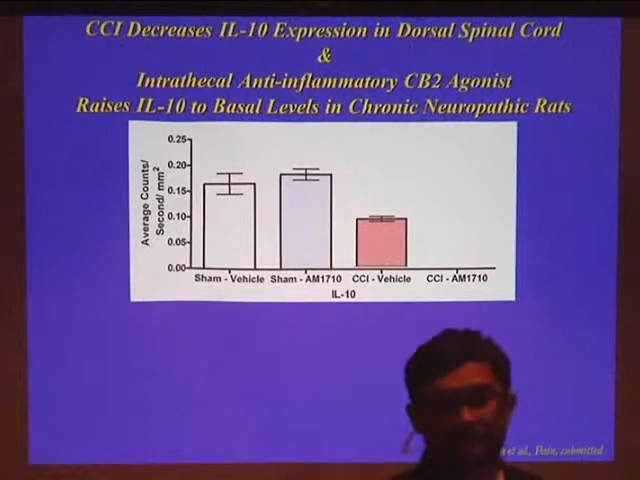 CCI Decreases IL-10 Expression in Dorsal Spinal Cord
&
Intrathecal Anti-inflammatory CB2 Agonist
Raises IL-10 to Basal Levels in Chronic Neuropathic Rats
0.25
0.20
0.15
0.10
0.05
0.00
Average Counts/
Second/ mm²
Sham - Vehicle Sham - AM1710 CCI - Vehicle CCI - AM1710
IL-10
et al., Pain, submitted